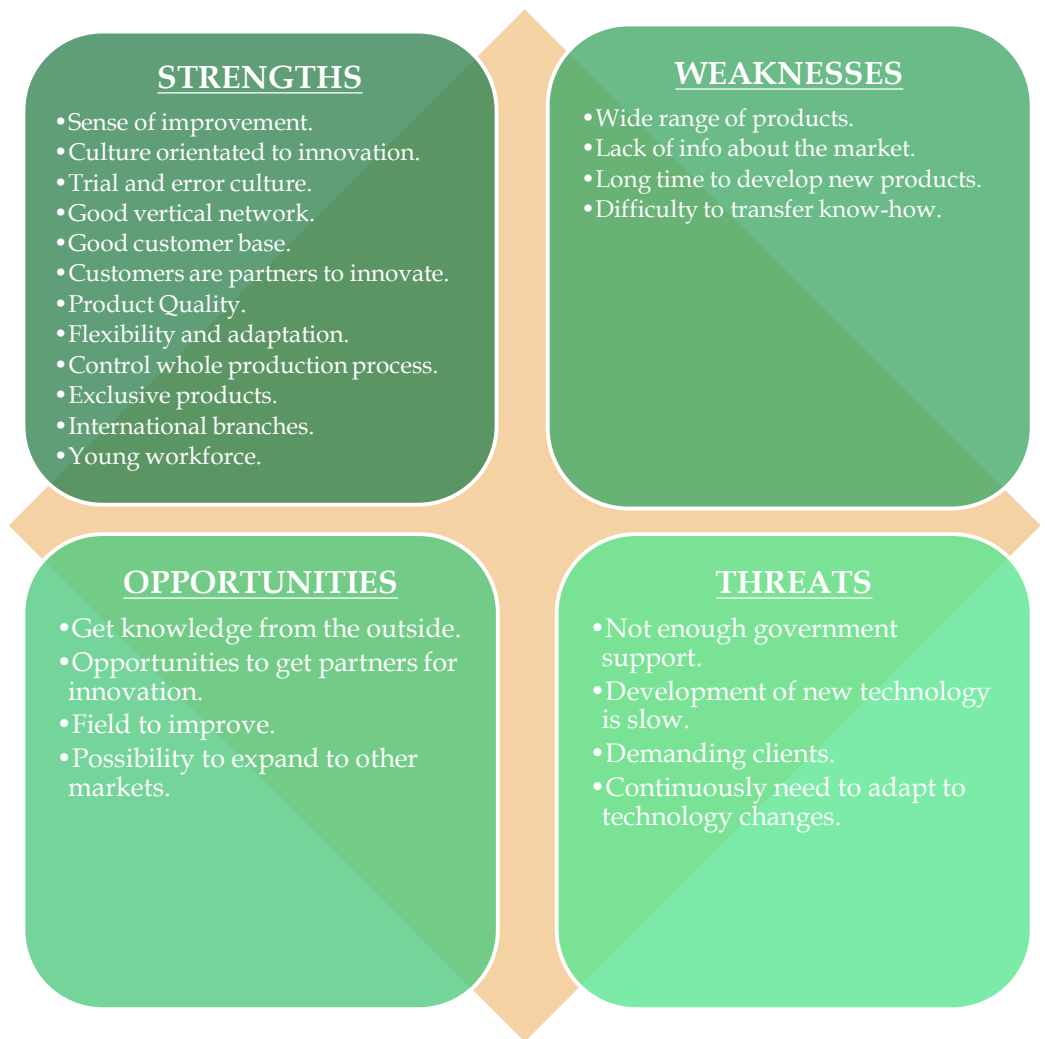 STRENGTHS
•Sense of improvement.
•Culture orientated to innovation.
•Trial and error culture.
•Good vertical network.
•Good customer base.
•Customers are partners to innovate.
•Product Quality.
•Flexibility and adaptation.
•Control whole production process.
•Exclusive products.
•International branches.
•Young workforce.
WEAKNESSES
•Wide range of products.
•Lack of info about the market.
•Long time to develop new products.
•Difficulty to transfer know-how.
OPPORTUNITIES
•Get knowledge from the outside.
•Opportunities to get partners for
innovation.
•Field to improve.
•Possibility to expand to other
markets.
THREATS
•Not enough government
support.
•Development of new technology
is slow.
•Demanding clients.
•Continuously need to adapt to
technology changes.